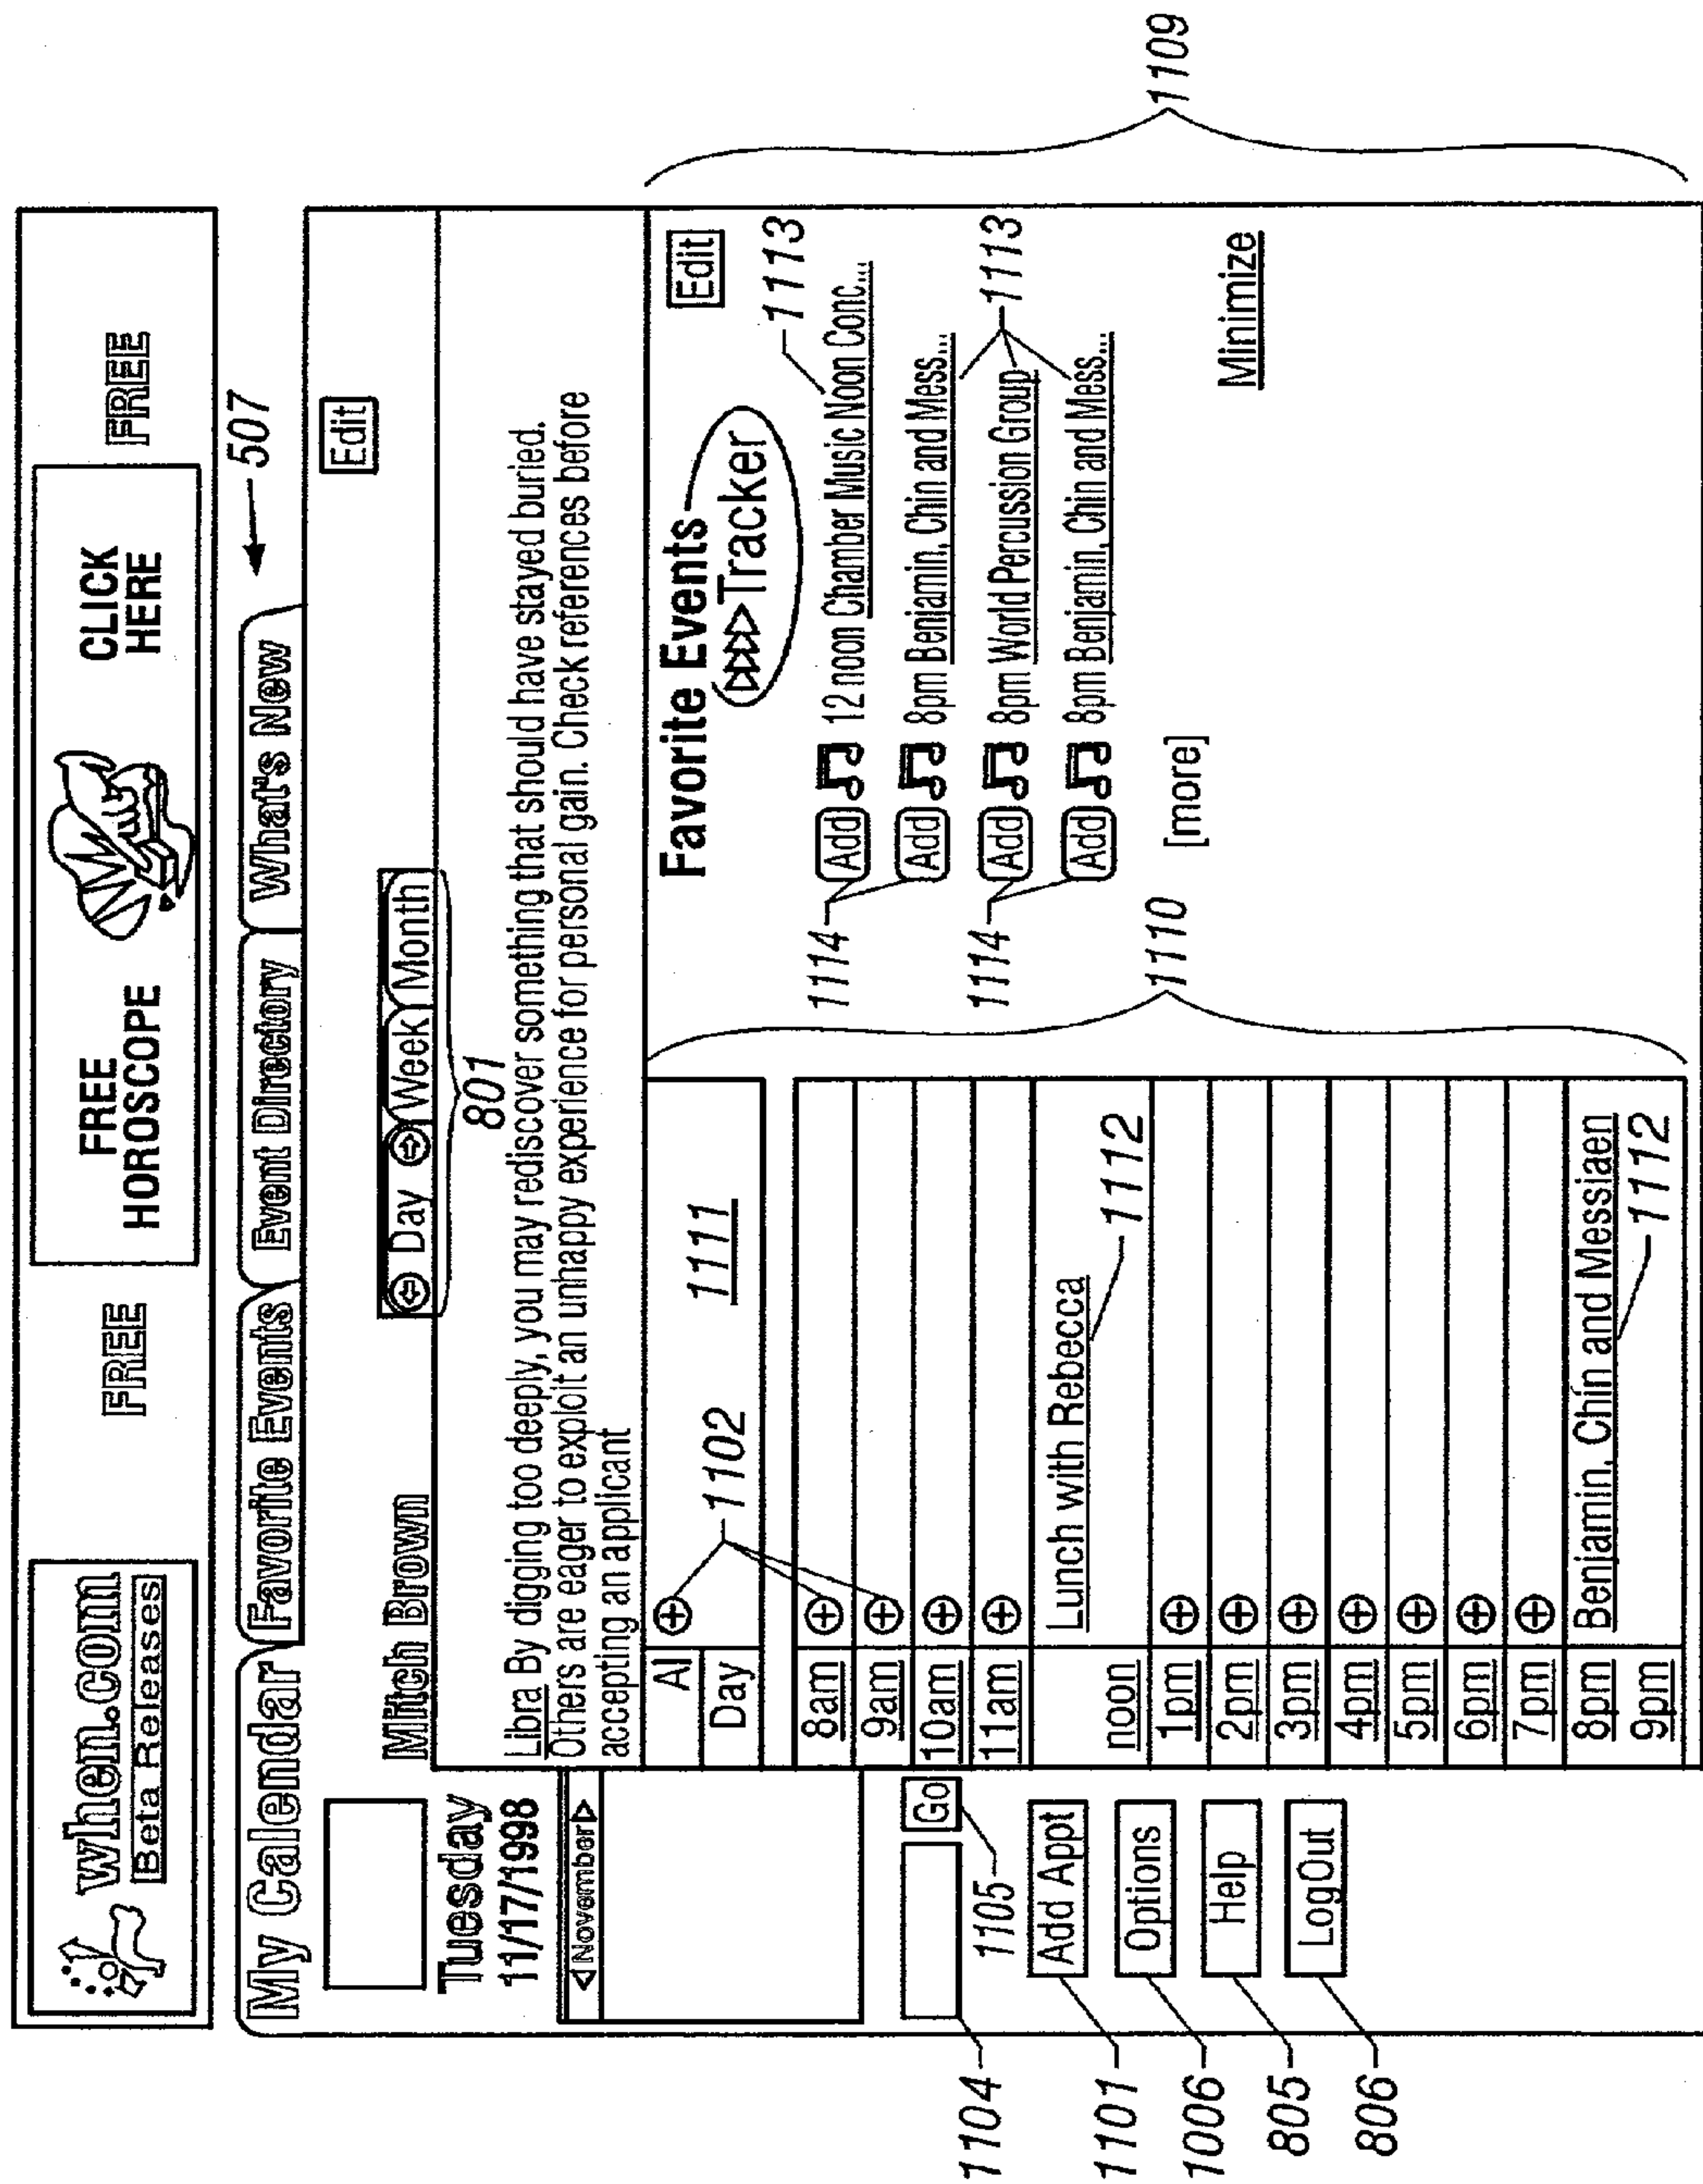 when.com
Beta Releases
FREE
FREE
HOROSCOPE
CLICK
HERE
FREE
My Calendar
Favorite Events
Event Directory
What's New
507
Mitch Brown
Day
Week
Month
Edit
801
Tuesday
11/17/1998
November
Libra By digging too deeply, you may rediscover something that should have stayed buried.
Others are eager to exploit an unhappy experience for personal gain. Check references before
accepting an applicant
Al
Day
1102
1111
8am
9am
10am
11am
noon Lunch with Rebecca
1112
1pm
2pm
3pm
4pm
5pm
6pm
7pm
8pm Benjamin, Chin and Messiaen
9pm
1112
1110
Favorite Events
Tracker
Edit
1113
Add 12 noon Chamber Music Noon Conc...
Add 8pm Benjamin, Chin and Mess...
Add 8pm World Percussion Group
Add 8pm Benjamin, Chin and Mess...
1113
1114
1114
[more]
Minimize
1109
Go
1104
1105
1101
Add Appt
1006
Options
805
Help
806
LogOut